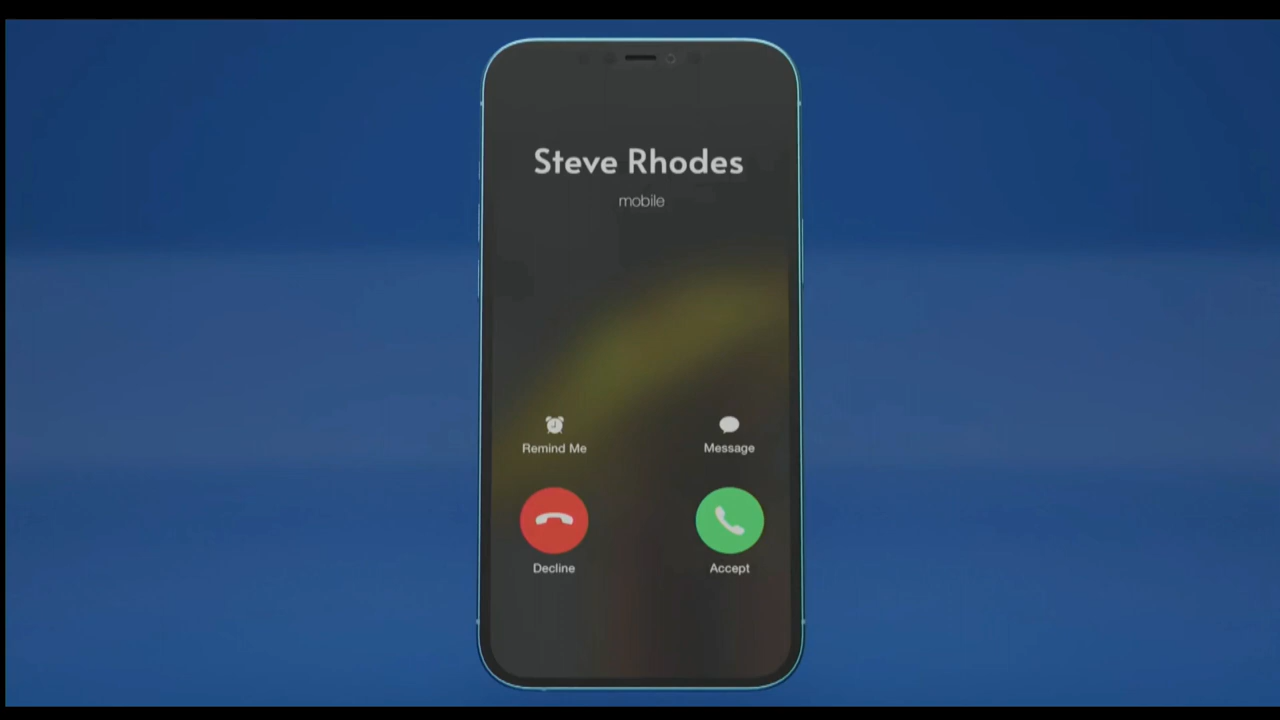 Steve Rhodes
mobile
Remind Me
Message
Decline
Accept